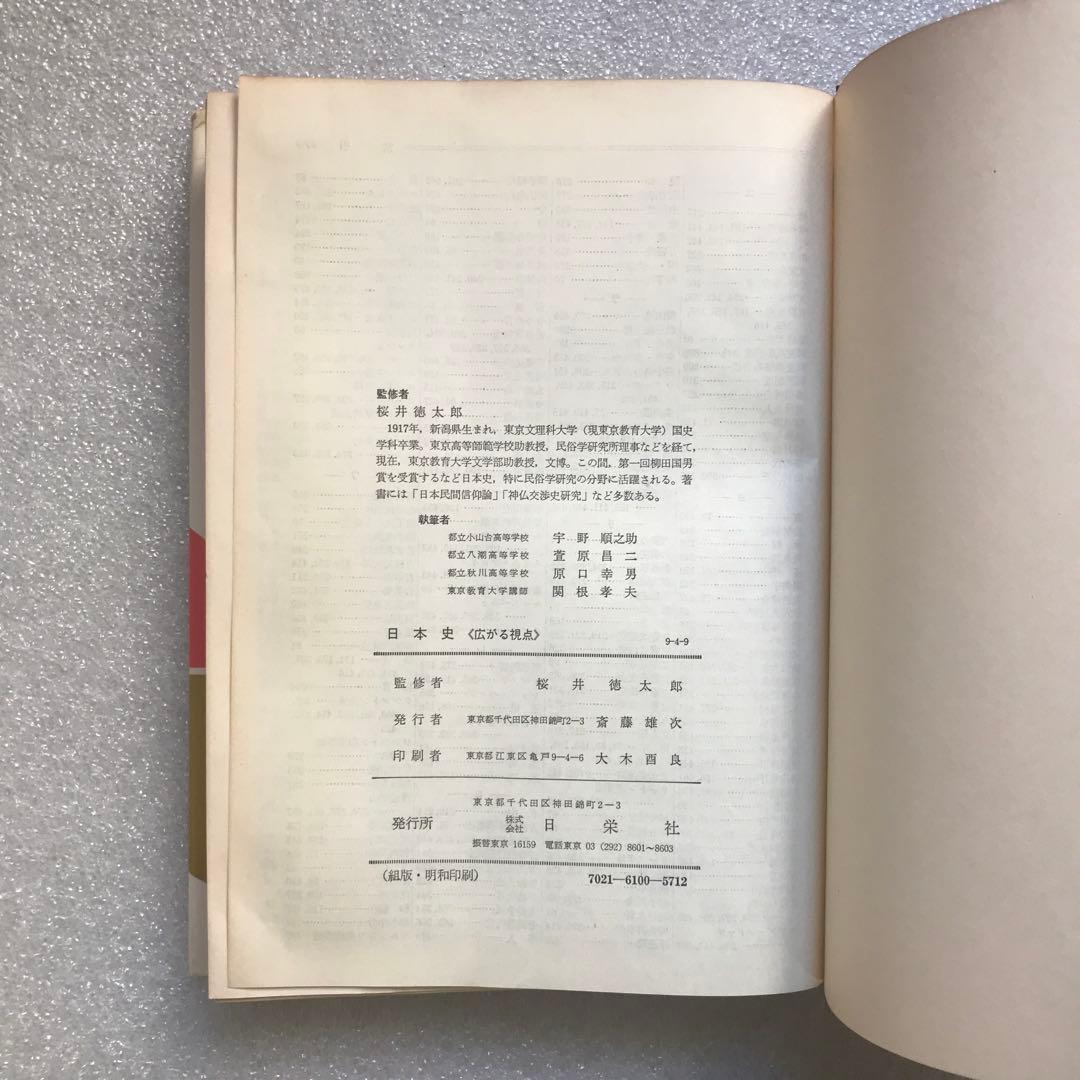 監修者
桜井徳太郎
1917年,新潟県生まれ,東京文理科大学(現東京教育大学)国史
学科卒業。東京高等師範学校助教授,民俗学研究所理事などを経て,
現在,東京教育大学文学部助教授,文博。この間,第一回柳田国男
賞を受賞するなど日本史,特に民俗学研究の分野に活躍される。著
書には「日本民間信仰論」「神仏交渉史研究」など多数ある。
執筆者
都立小山台高等学校 宇野順之助
都立八潮高等学校 萱原昌二
都立秋川高等学校 原口幸男
東京教育大学講師 関根孝夫
日本史《広がる視点》 9-4-9
監修者 桜井徳太郎
発行者 東京都千代田区神田錦町2—3 斎藤雄次
印刷者 東京都江東区亀戸9—4—6 大木酉良
東京都千代田区神田錦町2—3
発行所 株式会社 日栄社
振替東京 16159 電話東京 03 (292) 8601〜8603
(組版・明和印刷) 7021—6100—5712